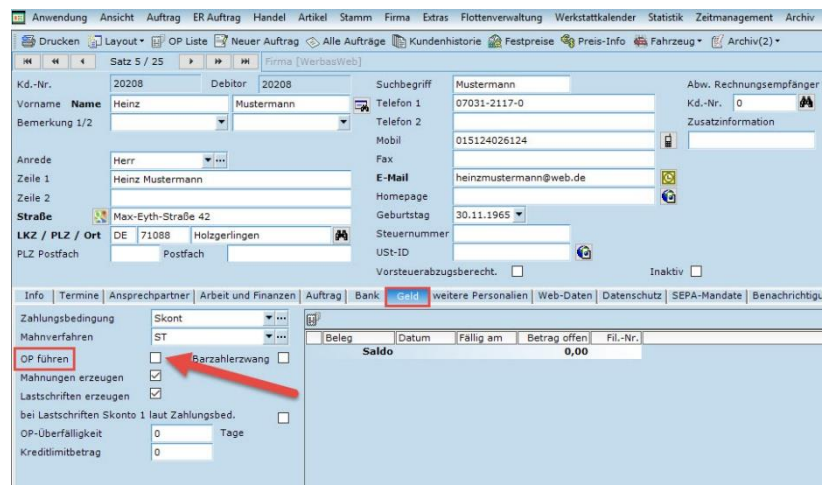 Anwendung Ansicht Auftrag ER Auftrag Handel Artikel Stamm Firma Extras Flottenverwaltung Werkstattkalender Statistik Zeitmanagement Archiv
Drucken Layout OP Liste Neuer Auftrag Alle Aufträge Kundenhistorie Festpreise Preis-Info Fahrzeug Archiv(2)
Satz 5 / 25 Firma [WerbasWeb]
Kd.-Nr. 20208 Debitor 20208 Suchbegriff Mustermann Abw. Rechnungsempfänger
Vorname Name Heinz Mustermann Telefon 1 07031-2117-0 Kd.-Nr. 0
Bemerkung 1/2 Telefon 2 Zusatzinformation
Mobil 015124026124
Anrede Herr Fax
Zeile 1 Heinz Mustermann E-Mail heinzmustermann@web.de
Zeile 2 Homepage
Straße Max-Eyth-Straße 42 Geburtstag 30.11.1965
LKZ / PLZ / Ort DE 71088 Holzgerlingen Steuernummer
PLZ Postfach Postfach USt-ID
Vorsteuerabzugsberecht. Inaktiv
Info Termine Ansprechpartner Arbeit und Finanzen Auftrag Bank Geld weitere Personalien Web-Daten Datenschutz SEPA-Mandate Benachrichtigu
Zahlungsbedingung Skont
Mahnverfahren ST Beleg Datum Fällig am Betrag offen Fil.-Nr.
OP führen Barzahlerzwang Saldo 0,00
Mahnungen erzeugen
Lastschriften erzeugen
bei Lastschriften Skonto 1 laut Zahlungsbed.
OP-Überfälligkeit 0 Tage
Kreditlimitbetrag 0